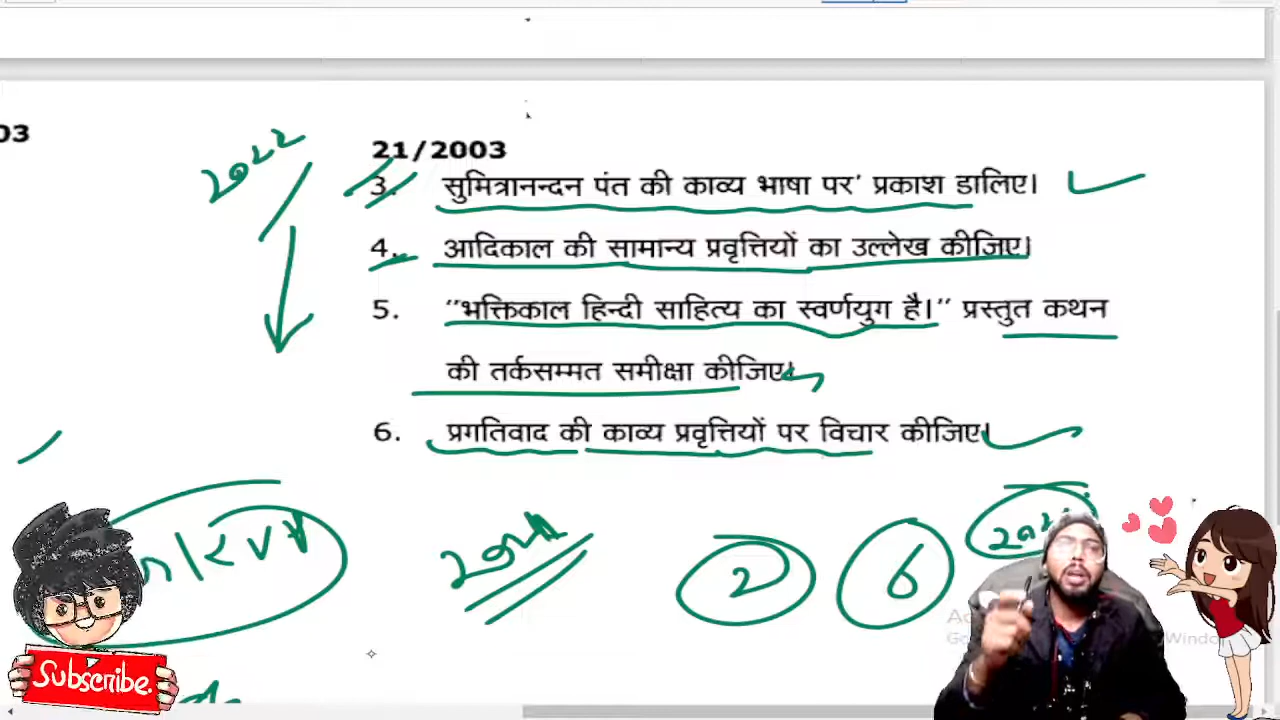 03
2022
21/2003
3. सुमित्रानन्दन पंत की काव्य भाषा पर' प्रकाश डालिए।
4. आदिकाल की सामान्य प्रवृत्तियों का उल्लेख कीजिए।
5. "भक्तिकाल हिन्दी साहित्य का स्वर्णयुग है।" प्रस्तुत कथन
की तर्कसम्मत समीक्षा कीजिए।
6. प्रगतिवाद की काव्य प्रवृत्तियों पर विचार कीजिए।
2 6
Subscribe.